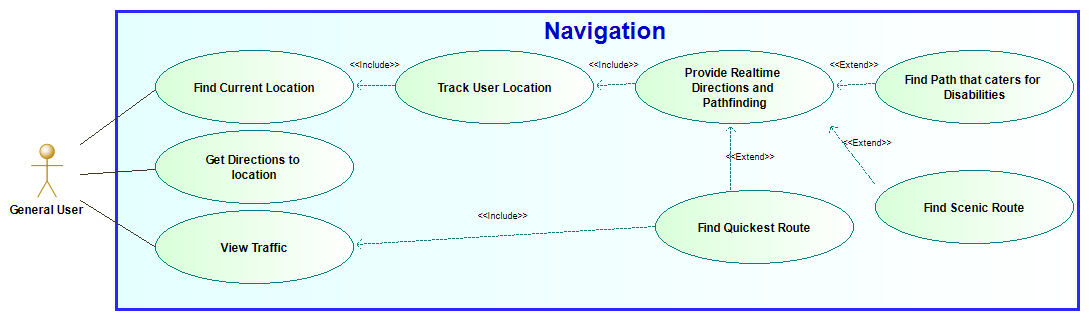 Navigation
<<Include>>
<<Include>>
<<Extend>>
Find Current Location
Track User Location
Provide Realtime
Directions and
Pathfinding
Find Path that caters for
Disabilities
<<Extend>>
<<Extend>>
Get Directions to
location
General User
Find Scenic Route
<<Include>>
Find Quickest Route
View Traffic